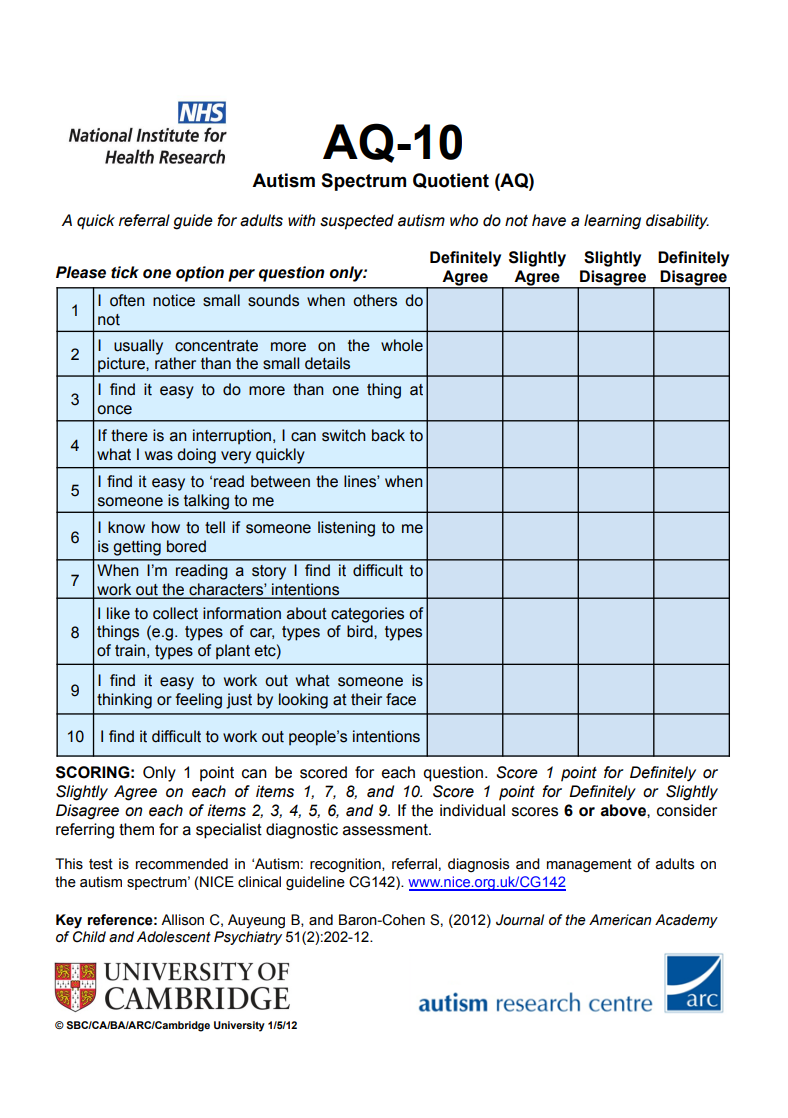 NHS
National Institute for
Health Research
AQ-10
Autism Spectrum Quotient (AQ)
A quick referral guide for adults with suspected autism who do not have a learning disability.
Please tick one option per question only:
Definitely Agree
Slightly Agree
Slightly Disagree
Definitely Disagree
1
I often notice small sounds when others do
not
2
I usually concentrate more on the whole
picture, rather than the small details
3
I find it easy to do more than one thing at
once
4
If there is an interruption, I can switch back to
what I was doing very quickly
5
I find it easy to ‘read between the lines’ when
someone is talking to me
6
I know how to tell if someone listening to me
is getting bored
7
When I’m reading a story I find it difficult to
work out the characters’ intentions
8
I like to collect information about categories of
things (e.g. types of car, types of bird, types
of train, types of plant etc)
9
I find it easy to work out what someone is
thinking or feeling just by looking at their face
10
I find it difficult to work out people’s intentions
SCORING: Only 1 point can be scored for each question. Score 1 point for Definitely or
Slightly Agree on each of items 1, 7, 8, and 10. Score 1 point for Definitely or Slightly
Disagree on each of items 2, 3, 4, 5, 6, and 9. If the individual scores 6 or above, consider
referring them for a specialist diagnostic assessment.
This test is recommended in ‘Autism: recognition, referral, diagnosis and management of adults on
the autism spectrum’ (NICE clinical guideline CG142). www.nice.org.uk/CG142
Key reference: Allison C, Auyeung B, and Baron-Cohen S, (2012) Journal of the American Academy
of Child and Adolescent Psychiatry 51(2):202-12.
UNIVERSITY OF
CAMBRIDGE
autism research centre
arc
© SBC/CA/BA/ARC/Cambridge University 1/5/12